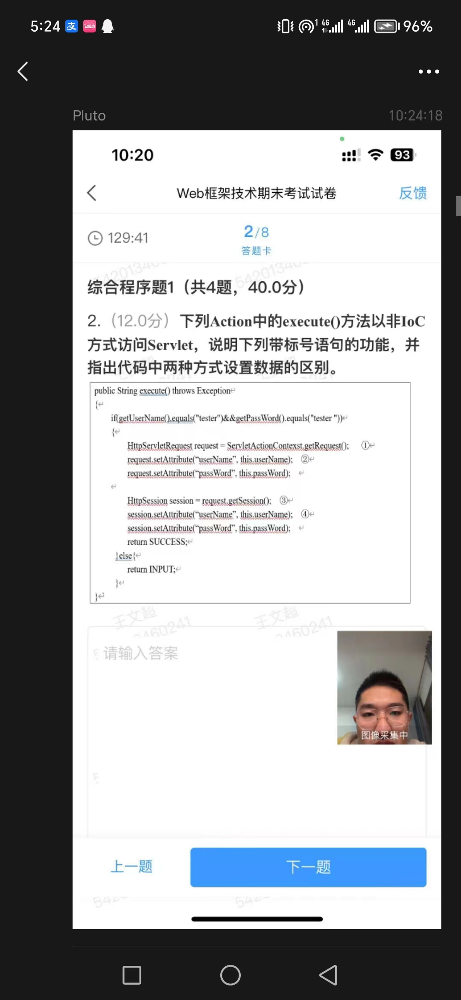 5:24 支 bilibili 1 4G 4G 96%
Pluto 10:24:18
10:20 93
Web框架技术期末考试试卷 反馈
129:41 2/8
答题卡
综合程序题1（共4题，40.0分）
2.（12.0分）下列Action中的execute()方法以非IoC
方式访问Servlet，说明下列带标号语句的功能，并
指出代码中两种方式设置数据的区别。
public String execute() throws Exception↵
{↵
if(getUserName().equals("tester")&&getPassWord().equals("tester "))↵
{↵
HttpServletRequest request = ServletActionContexst.getRequest(); ①↵
request.setAttribute(“userName”, this.userName); ②↵
request.setAttribute(“passWord”, this.passWord); ↵
↵
HttpSession session = request.getSession(); ③↵
session.setAttribute(“userName”, this.userName); ④↵
session.setAttribute(“passWord”, this.passWord); ↵
return SUCCESS;↵
}else{↵
return INPUT;↵
}↵
}↵
王文超 王文超
460241 460241
请输入答案
图像采集中
上一题 下一题